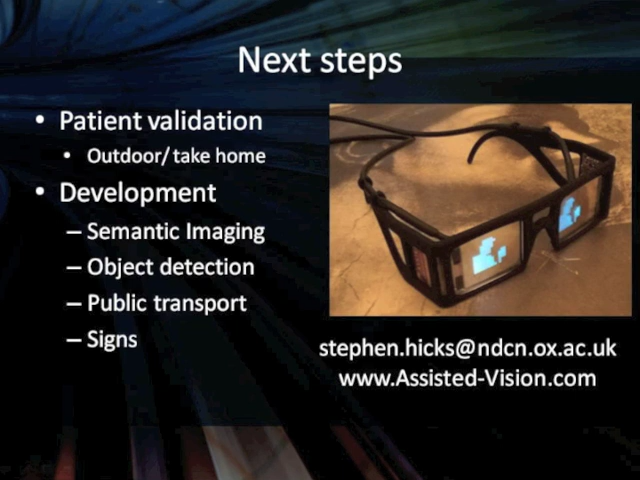 Next steps
• Patient validation
• Outdoor/ take home
• Development
– Semantic Imaging
– Object detection
– Public transport
– Signs
stephen.hicks@ndcn.ox.ac.uk
www.Assisted-Vision.com